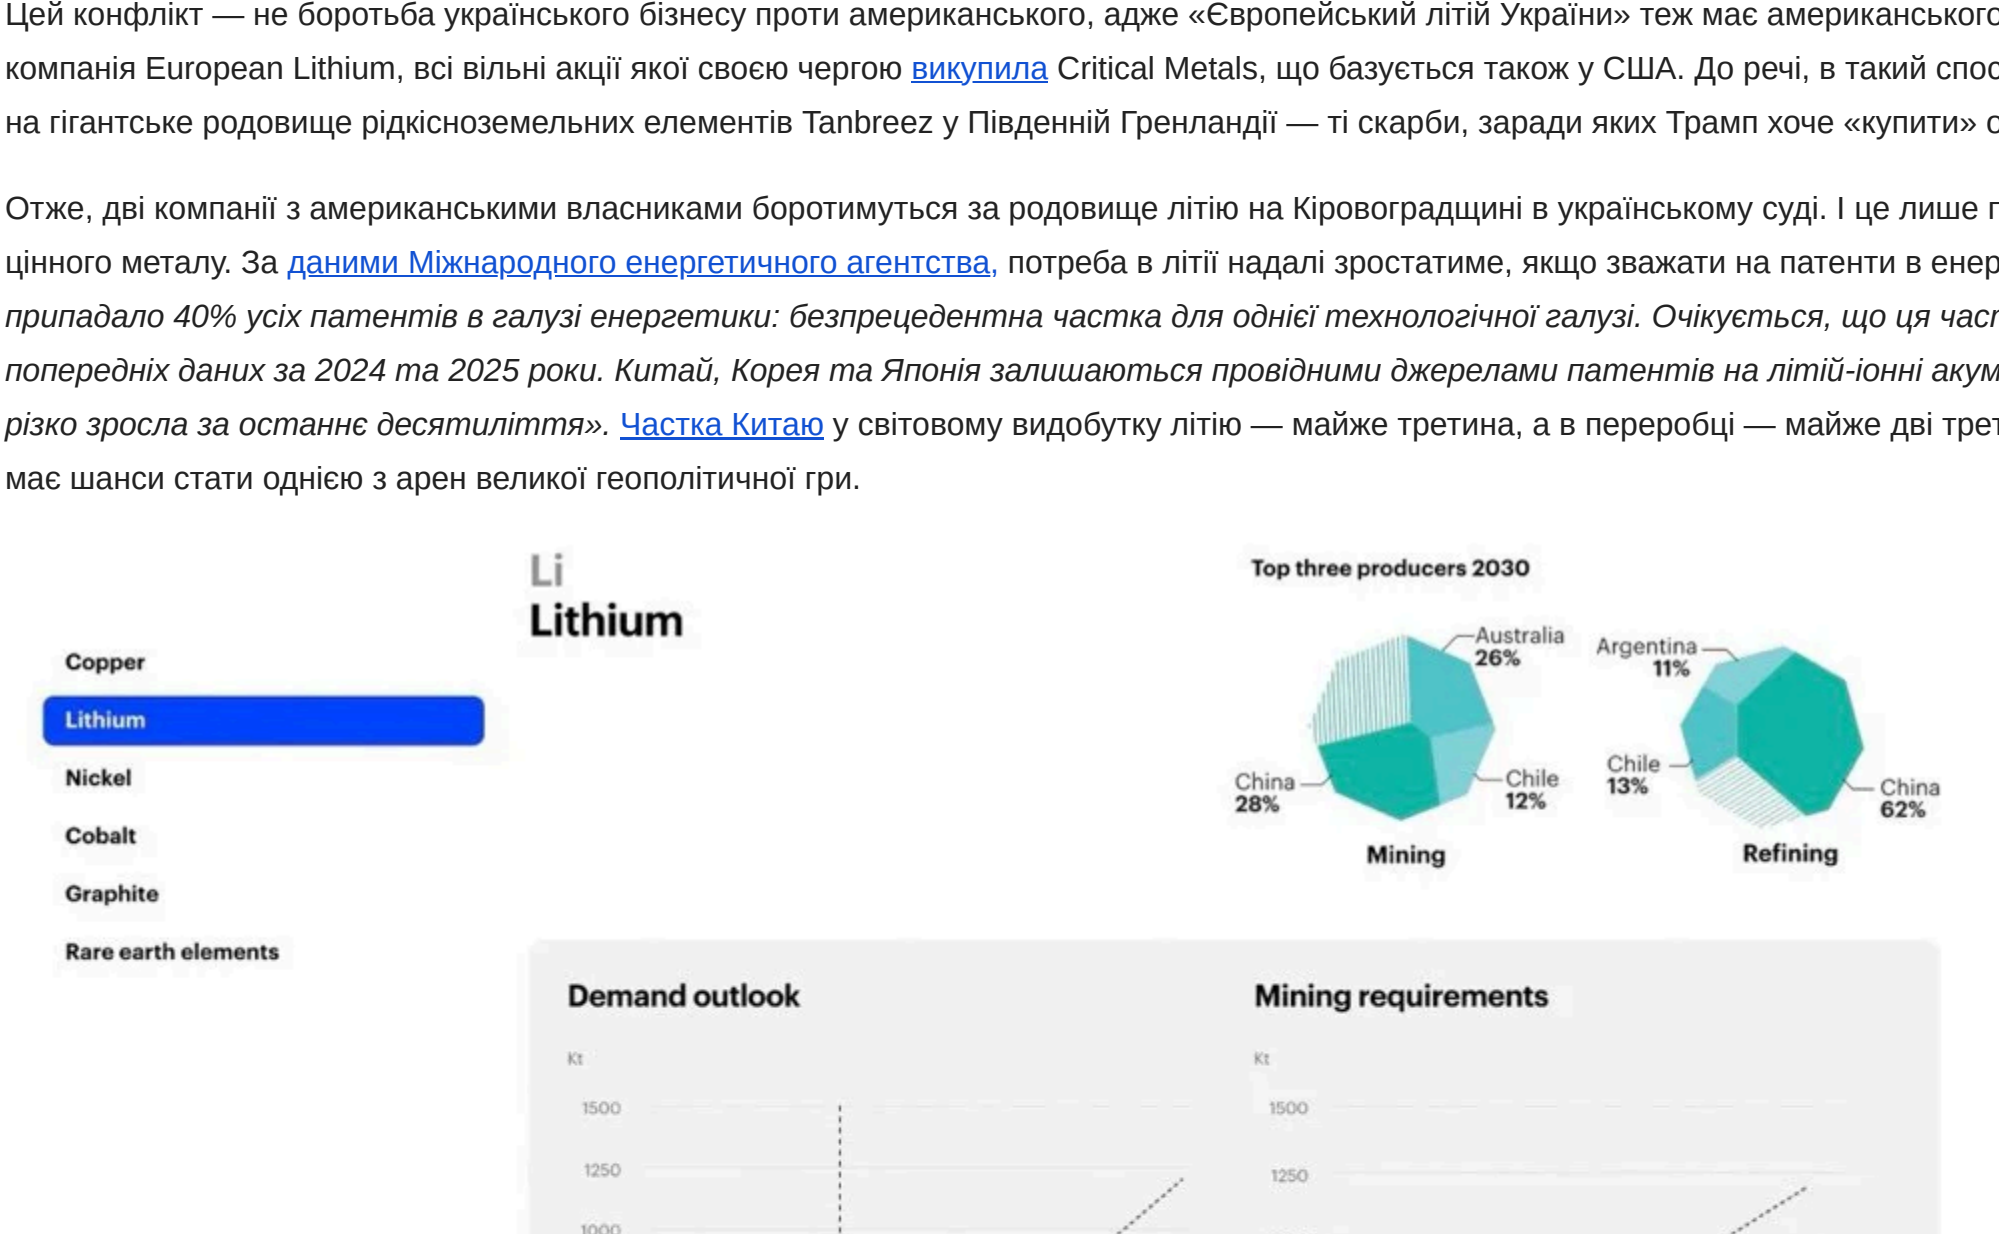 Цей конфлікт — не боротьба українського бізнесу проти американського, адже «Європейський літій України» теж має американського
компанія European Lithium, всі вільні акції якої своєю чергою викупила Critical Metals, що базується також у США. До речі, в такий
на гігантське родовище рідкісноземельних елементів Tanbreez у Південній Гренландії — ті скарби, заради яких Трамп хоче «купити»
Отже, дві компанії з американськими власниками боротимуться за родовище літію на Кіровоградщині в українському суді. І це лише
цінного металу. За даними Міжнародного енергетичного агентства, потреба в літії надалі зростатиме, якщо зважати на патенти в
припадало 40% усіх патентів в галузі енергетики: безпрецедентна частка для однієї технологічної галузі. Очікується, що ця
попередніх даних за 2024 та 2025 роки. Китай, Корея та Японія залишаються провідними джерелами патентів на літій-іонні
різко зросла за останнє десятиліття». Частка Китаю у світовому видобутку літію — майже третина, а в переробці — майже дві
має шанси стати однією з арен великої геополітичної гри.
Li
Lithium
Copper
Lithium
Nickel
Cobalt
Graphite
Rare earth elements
Top three producers 2030
Australia
26%
China
28%
Chile
12%
Mining
Argentina
11%
Chile
13%
China
62%
Refining
Demand outlook
Kt
1500
1250
1000
Mining requirements
Kt
1500
1250